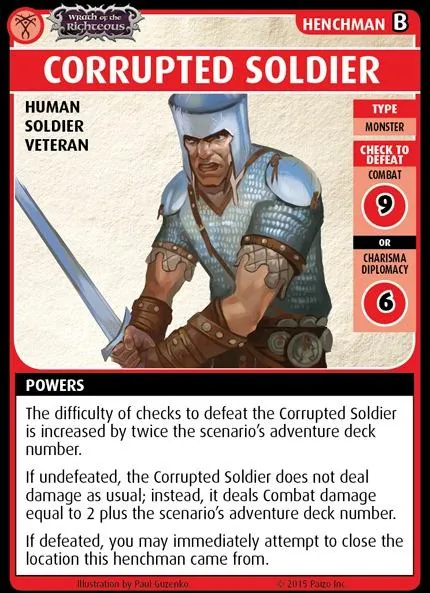 Wrath of the
Righteous
HENCHMAN B
CORRUPTED SOLDIER
HUMAN
SOLDIER
VETERAN
TYPE
MONSTER
CHECK TO
DEFEAT
COMBAT
9
OR
CHARISMA
DIPLOMACY
6
POWERS
The difficulty of checks to defeat the Corrupted Soldier
is increased by twice the scenario’s adventure deck
number.
If undefeated, the Corrupted Soldier does not deal
damage as usual; instead, it deals Combat damage
equal to 2 plus the scenario’s adventure deck number.
If defeated, you may immediately attempt to close the
location this henchman came from.
Illustration by Paul Guzenko © 2015 Paizo Inc.